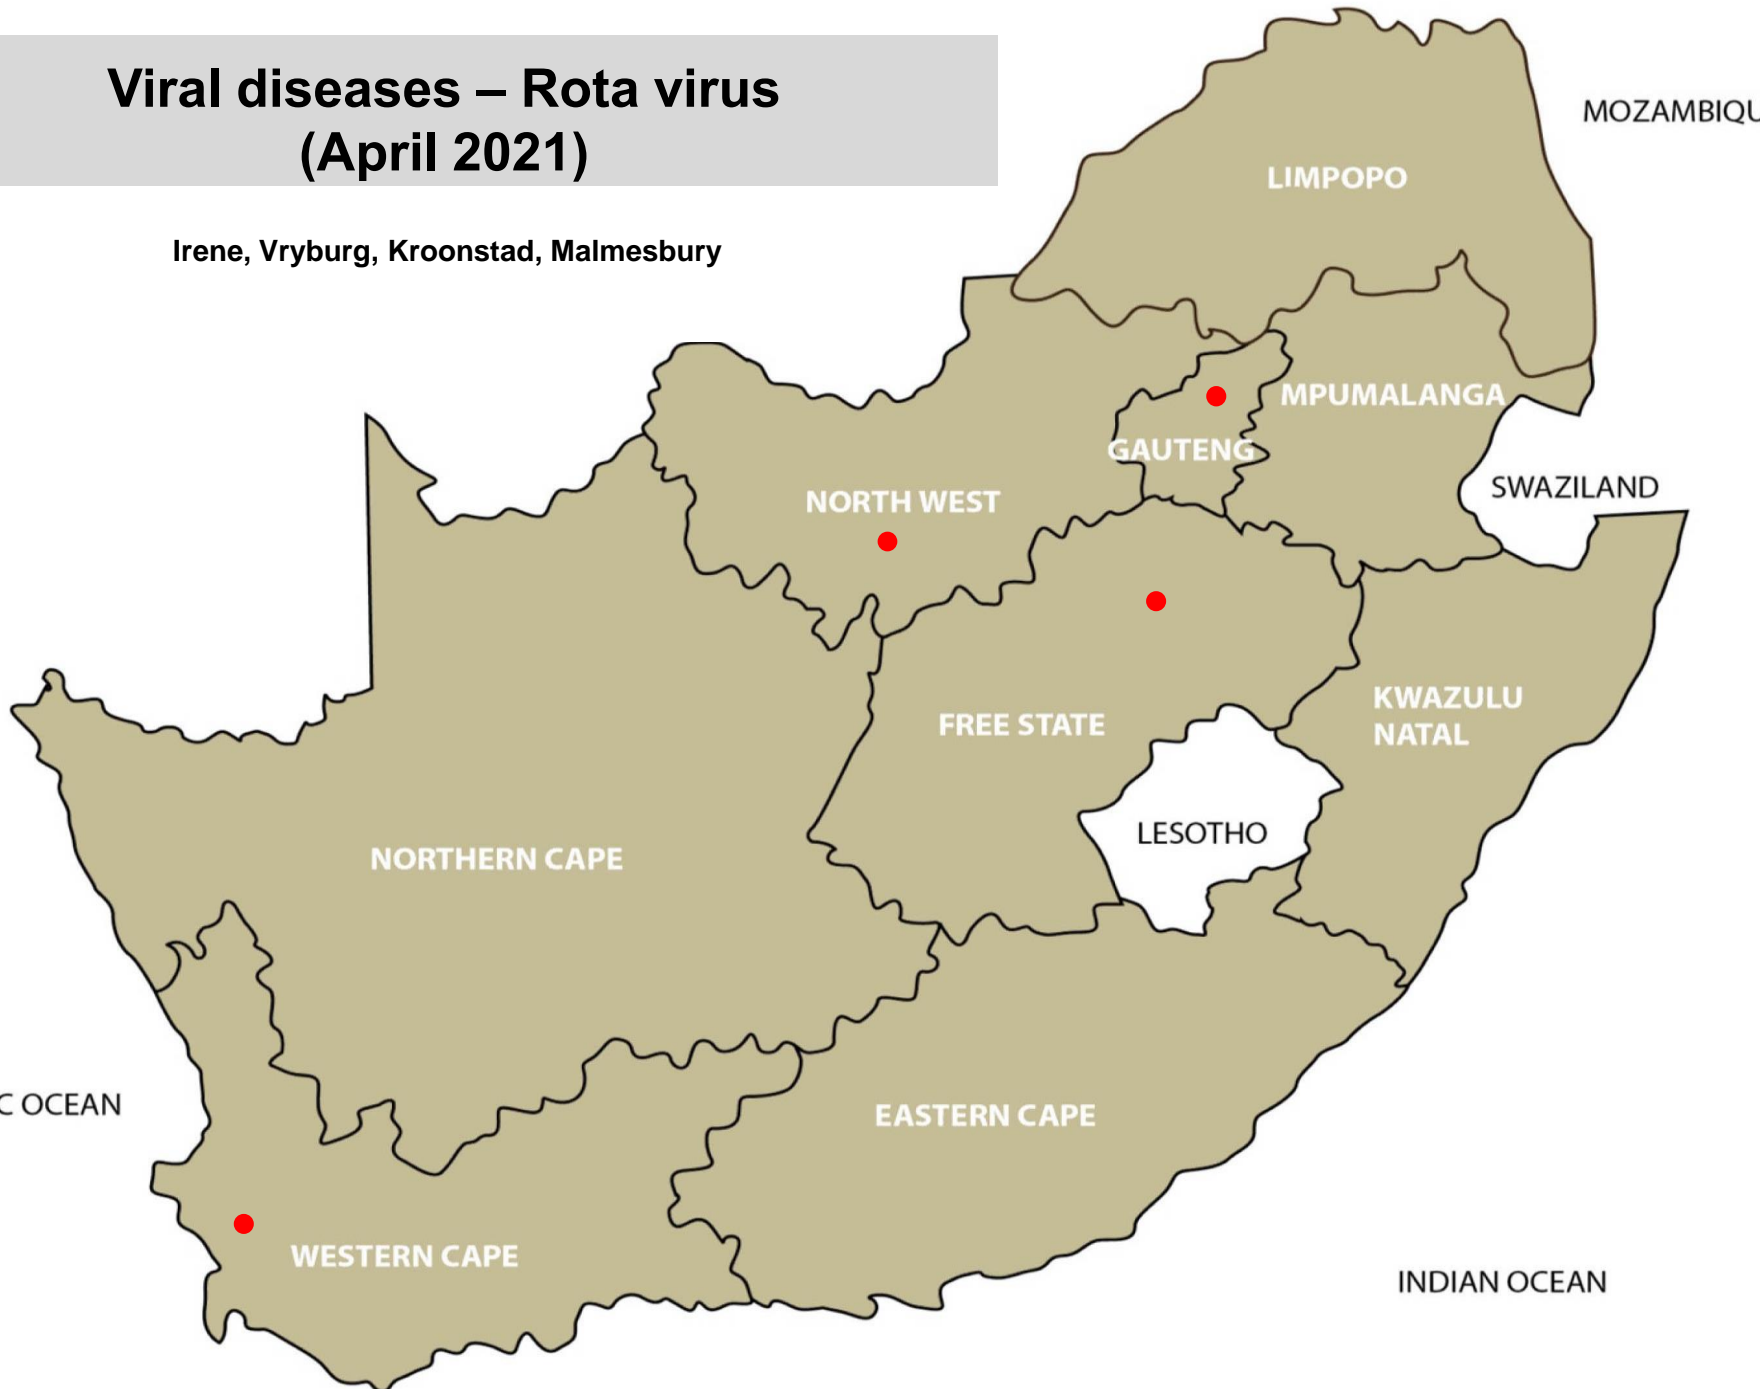 Viral diseases – Rota virus
(April 2021)
Irene, Vryburg, Kroonstad, Malmesbury
MOZAMBIQU
LIMPOPO
MPUMALANGA
GAUTENG
NORTH WEST
SWAZILAND
FREE STATE
KWAZULU
NATAL
LESOTHO
NORTHERN CAPE
C OCEAN
EASTERN CAPE
WESTERN CAPE
INDIAN OCEAN